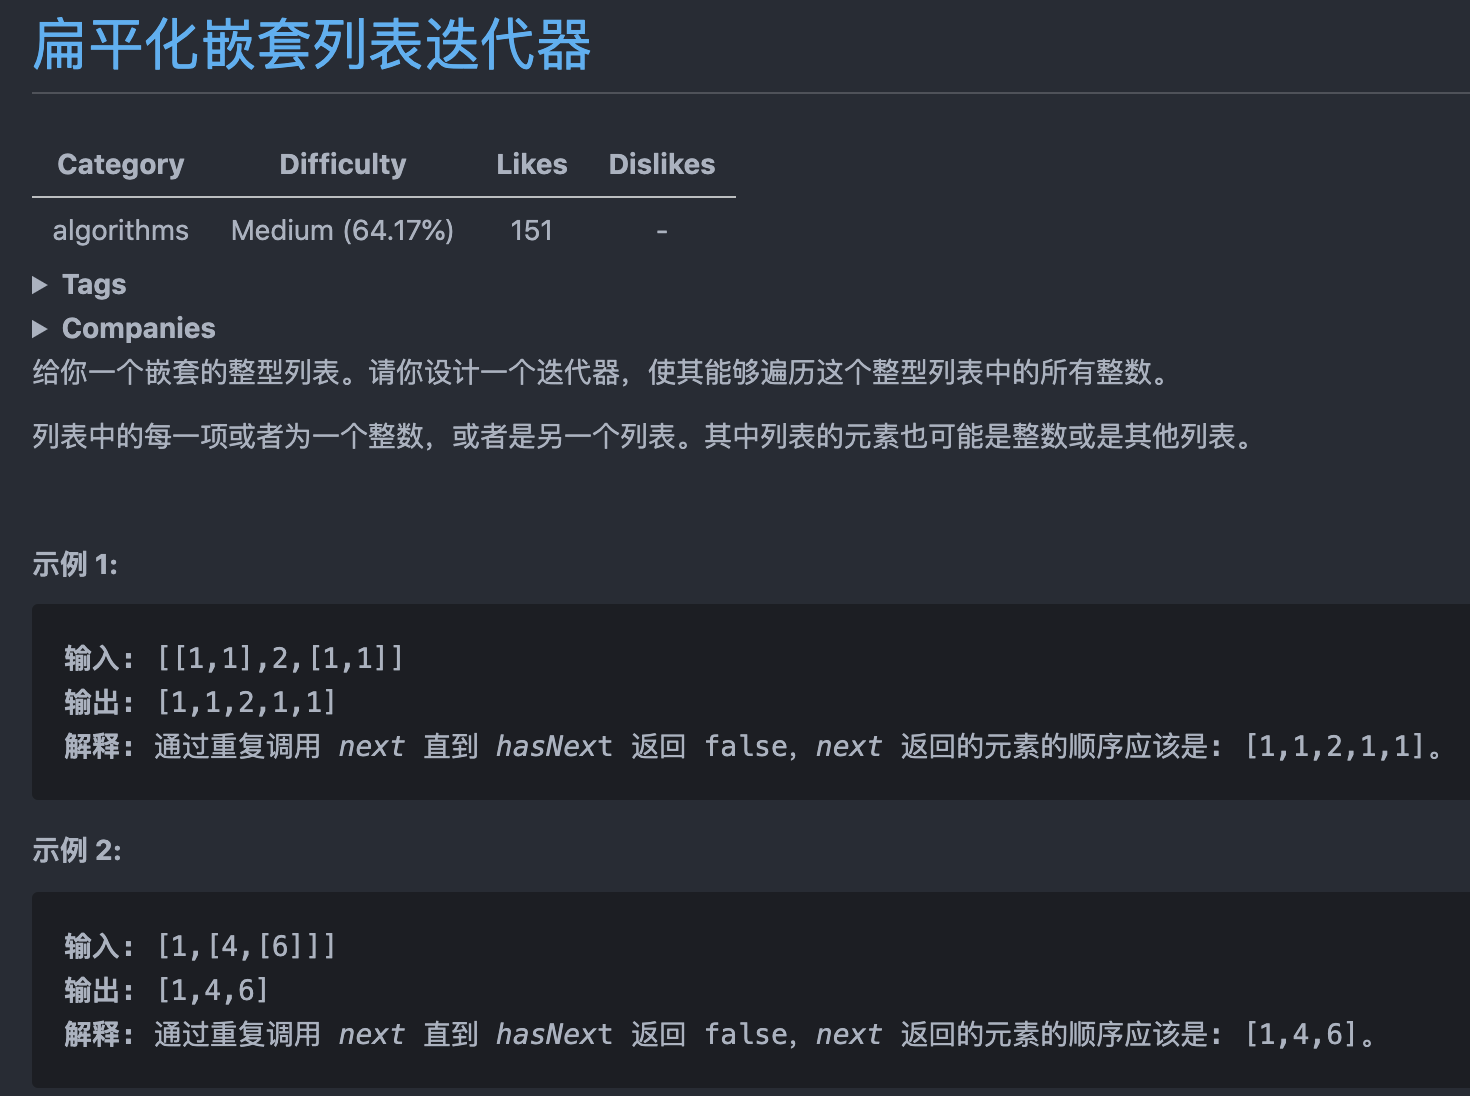 扁平化嵌套列表迭代器
Category Difficulty Likes Dislikes
algorithms Medium (64.17%) 151 -
▶ Tags
▶ Companies
给你一个嵌套的整型列表。请你设计一个迭代器，使其能够遍历这个整型列表中的所有整数。
列表中的每一项或者为一个整数，或者是另一个列表。其中列表的元素也可能是整数或是其他列表。
示例 1:
输入: [[1,1],2,[1,1]]
输出: [1,1,2,1,1]
解释: 通过重复调用 next 直到 hasNext 返回 false，next 返回的元素的顺序应该是: [1,1,2,1,1]。
示例 2:
输入: [1,[4,[6]]]
输出: [1,4,6]
解释: 通过重复调用 next 直到 hasNext 返回 false，next 返回的元素的顺序应该是: [1,4,6]。